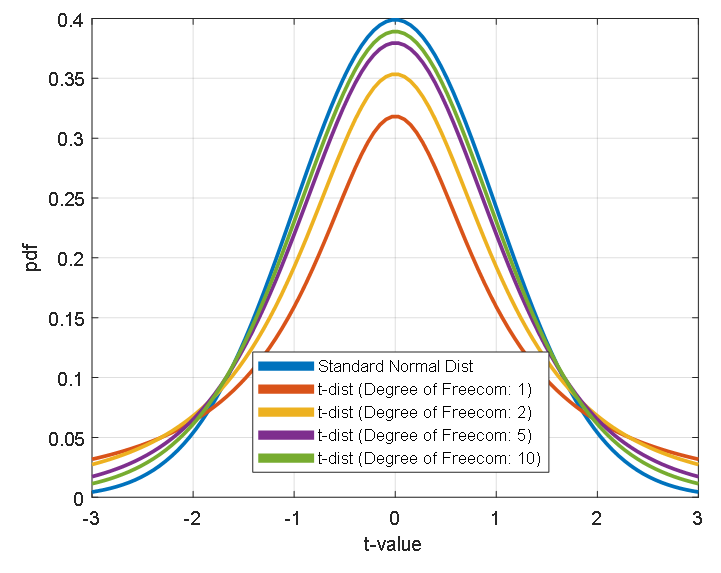 0.4
0.35
0.3
0.25
0.2
0.15
0.1
0.05
0
pdf
Standard Normal Dist
t-dist (Degree of Freecom: 1)
t-dist (Degree of Freecom: 2)
t-dist (Degree of Freecom: 5)
t-dist (Degree of Freecom: 10)
-3 -2 -1 0 1 2 3
t-value